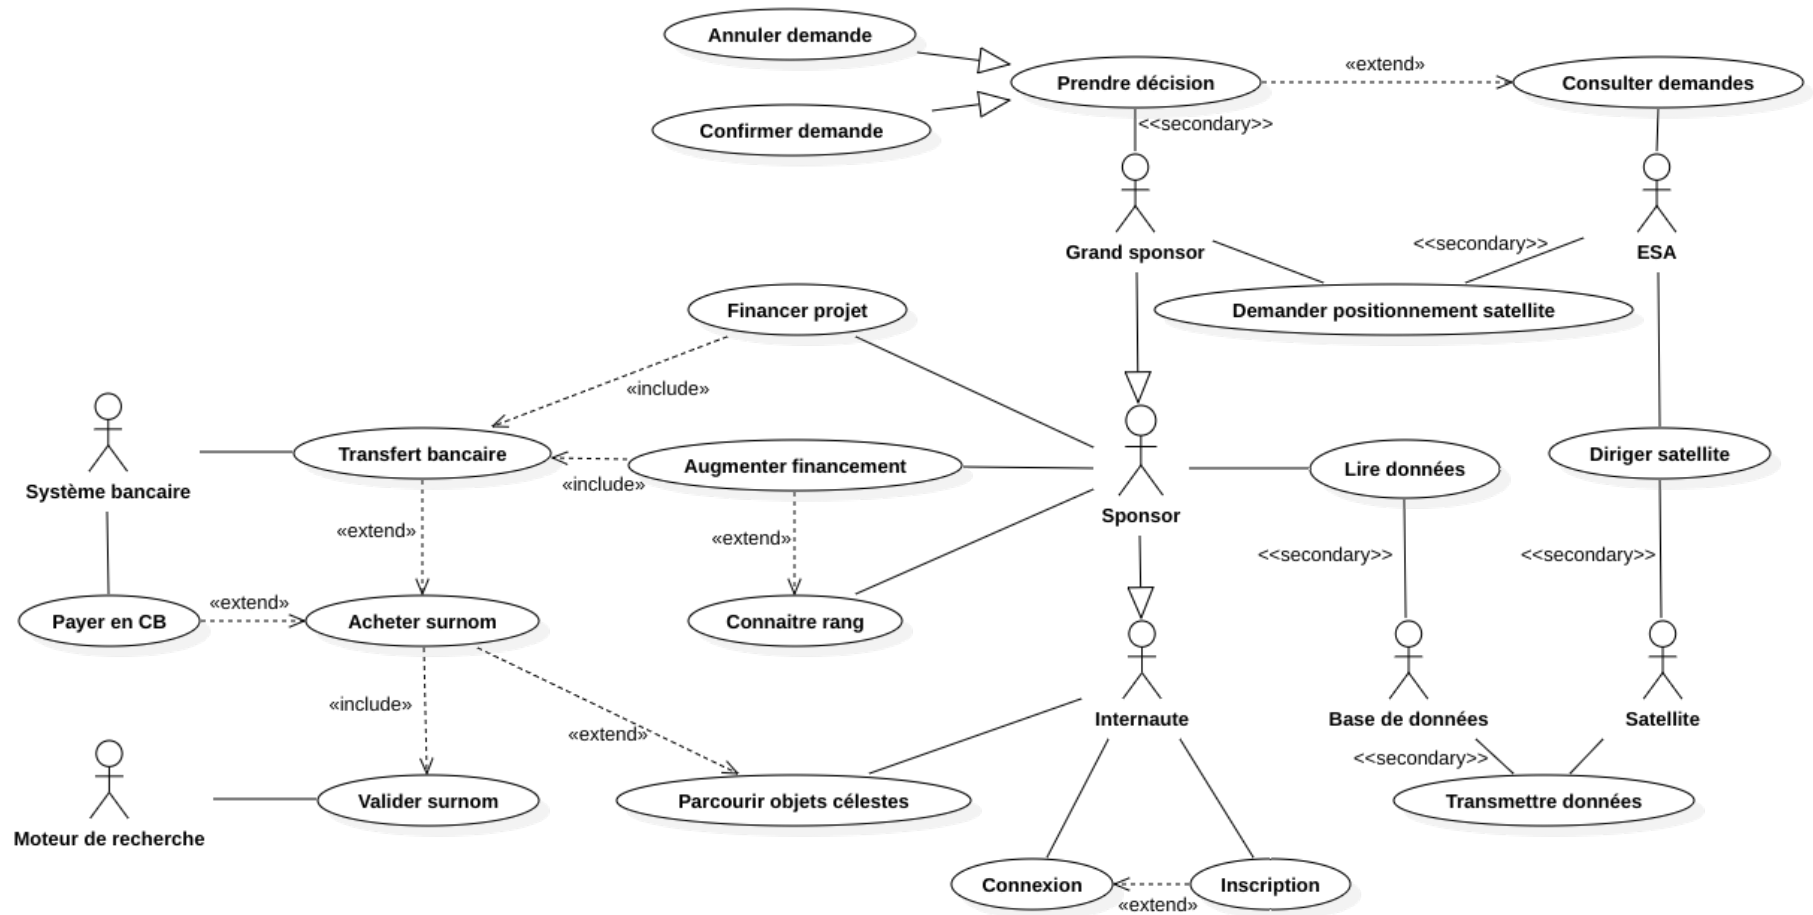 Annuler demande
«extend»
Prendre décision
Consulter demandes
Confirmer demande
<<secondary>>
<<secondary>>
Grand sponsor
ESA
Financer projet
Demander positionnement satellite
«include»
Transfert bancaire
Augmenter financement
Lire données
Diriger satellite
«include»
Système bancaire
Sponsor
«extend»
«extend»
<<secondary>>
<<secondary>>
«extend»
Payer en CB
Acheter surnom
Connaitre rang
«include»
«extend»
Internaute
Base de données
Satellite
<<secondary>>
Valider surnom
Parcourir objets célestes
Transmettre données
Moteur de recherche
Connexion
Inscription
«extend»